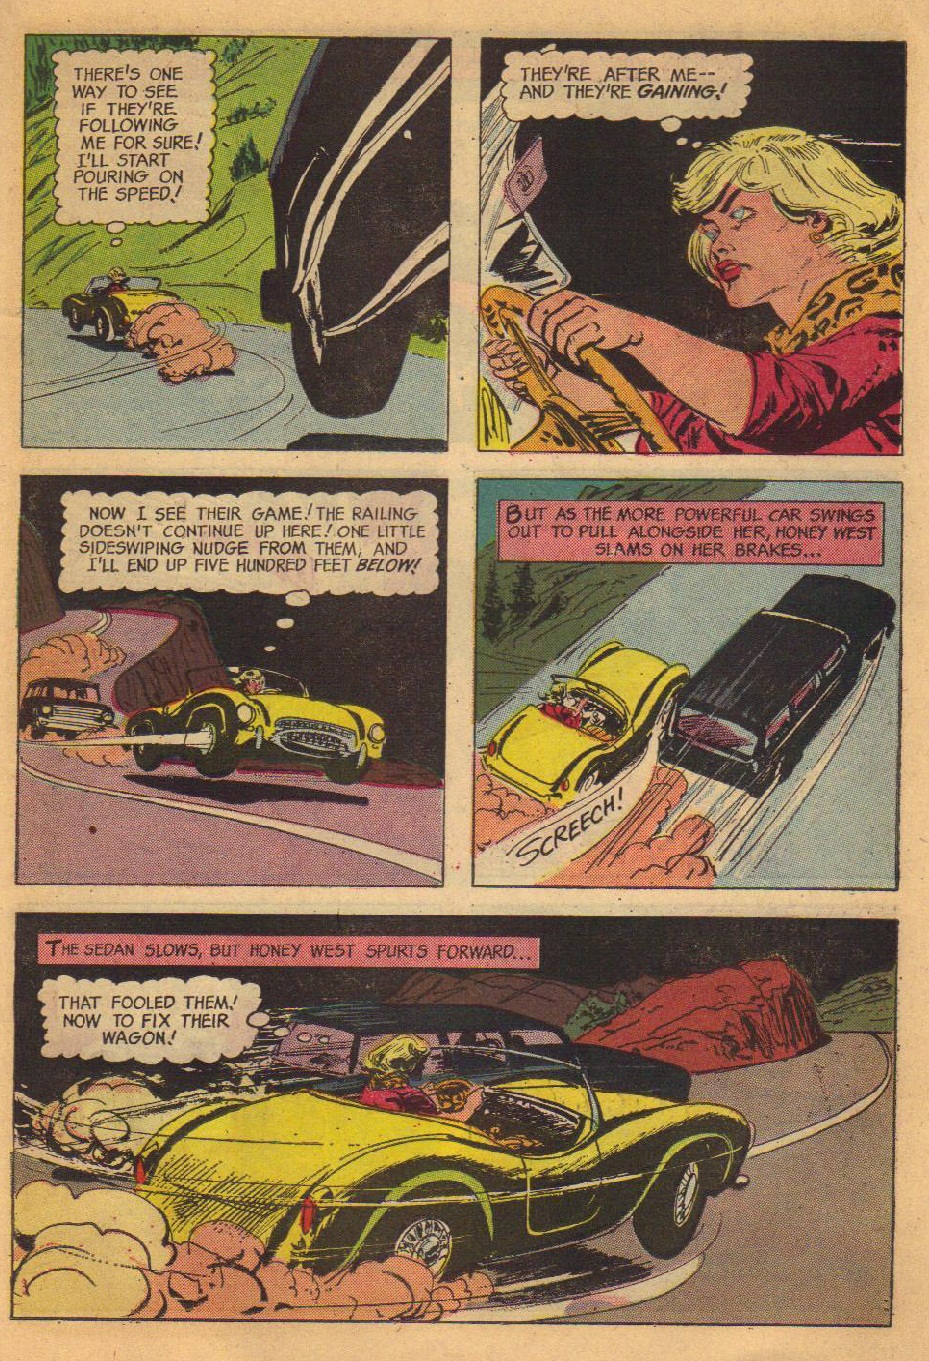 THERE'S ONE
WAY TO SEE
IF THEY'RE
FOLLOWING
ME FOR SURE!
I'LL START
POURING ON
THE SPEED!
THEY'RE AFTER ME--
AND THEY'RE GAINING!
NOW I SEE THEIR GAME! THE RAILING
DOESN'T CONTINUE UP HERE! ONE LITTLE
SIDESWIPING NUDGE FROM THEM, AND
I'LL END UP FIVE HUNDRED FEET BELOW!
BUT AS THE MORE POWERFUL CAR SWINGS
OUT TO PULL ALONGSIDE HER, HONEY WEST
SLAMS ON HER BRAKES...
SCREECH!
THE SEDAN SLOWS, BUT HONEY WEST SPURTS FORWARD...
THAT FOOLED THEM!
NOW TO FIX THEIR
WAGON!